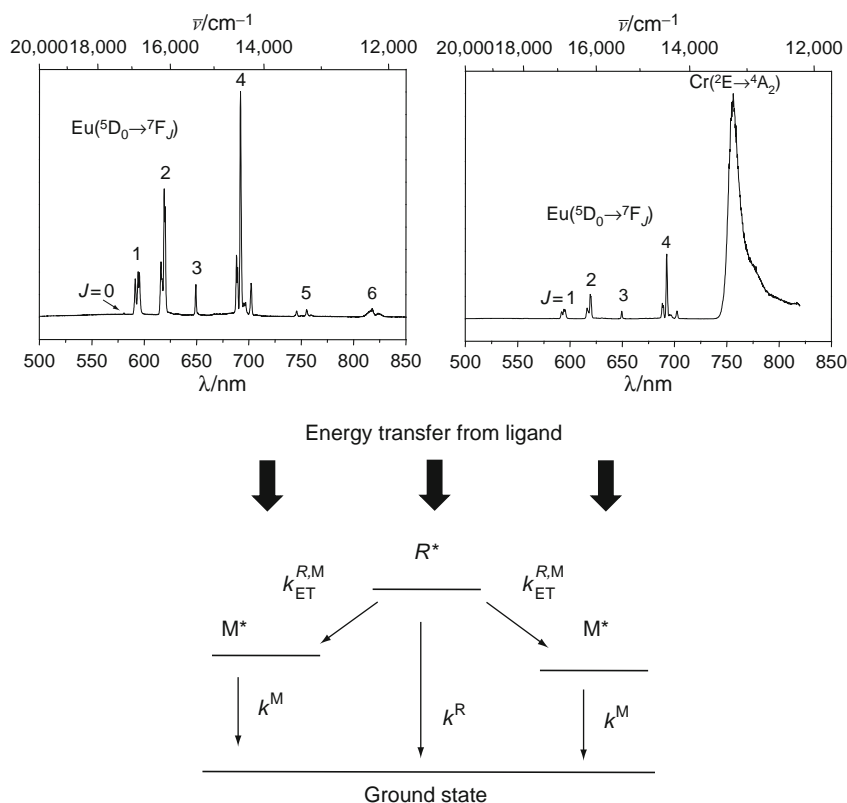 ν̅/cm⁻¹
20,000 18,000 16,000 14,000 12,000
Eu(⁵D₀→⁷F_J)
J=0
1
2
3
4
5
6
500 550 600 650 700 750 800 850
λ/nm
ν̅/cm⁻¹
20,000 18,000 16,000 14,000 12,000
Cr(²E→⁴A₂)
Eu(⁵D₀→⁷F_J)
J=1
2
3
4
500 550 600 650 700 750 800 850
λ/nm
Energy transfer from ligand
R*
k_ET^R,M
k_ET^R,M
M*
M*
k^M
k^R
k^M
Ground state